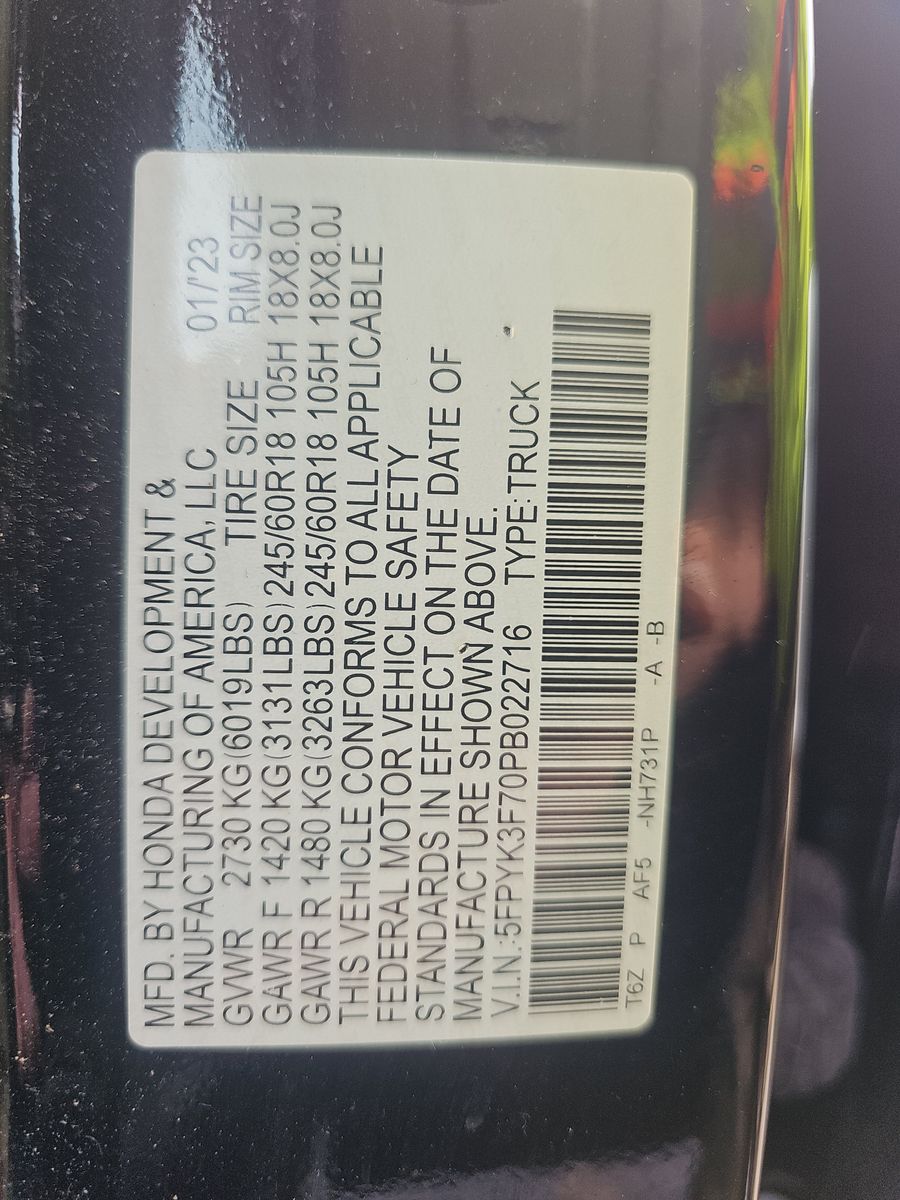 MFD. BY HONDA DEVELOPMENT &
MANUFACTURING OF AMERICA, LLC 01/'23
GVWR 2730 KG(6019LBS) TIRE SIZE RIM SIZE
GAWR F 1420 KG(3131LBS)245/60R18 105H 18X8.0J
GAWR R 1480 KG(3263LBS)245/60R18 105H 18X8.0J
THIS VEHICLE CONFORMS TO ALL APPLICABLE
FEDERAL MOTOR VEHICLE SAFETY
STANDARDS IN EFFECT ON THE DATE OF
MANUFACTURE SHOWN ABOVE.
V.I.N.:5FPYK3F70PB022716 TYPE:TRUCK
T6Z P AF5 -NH731P -A -B